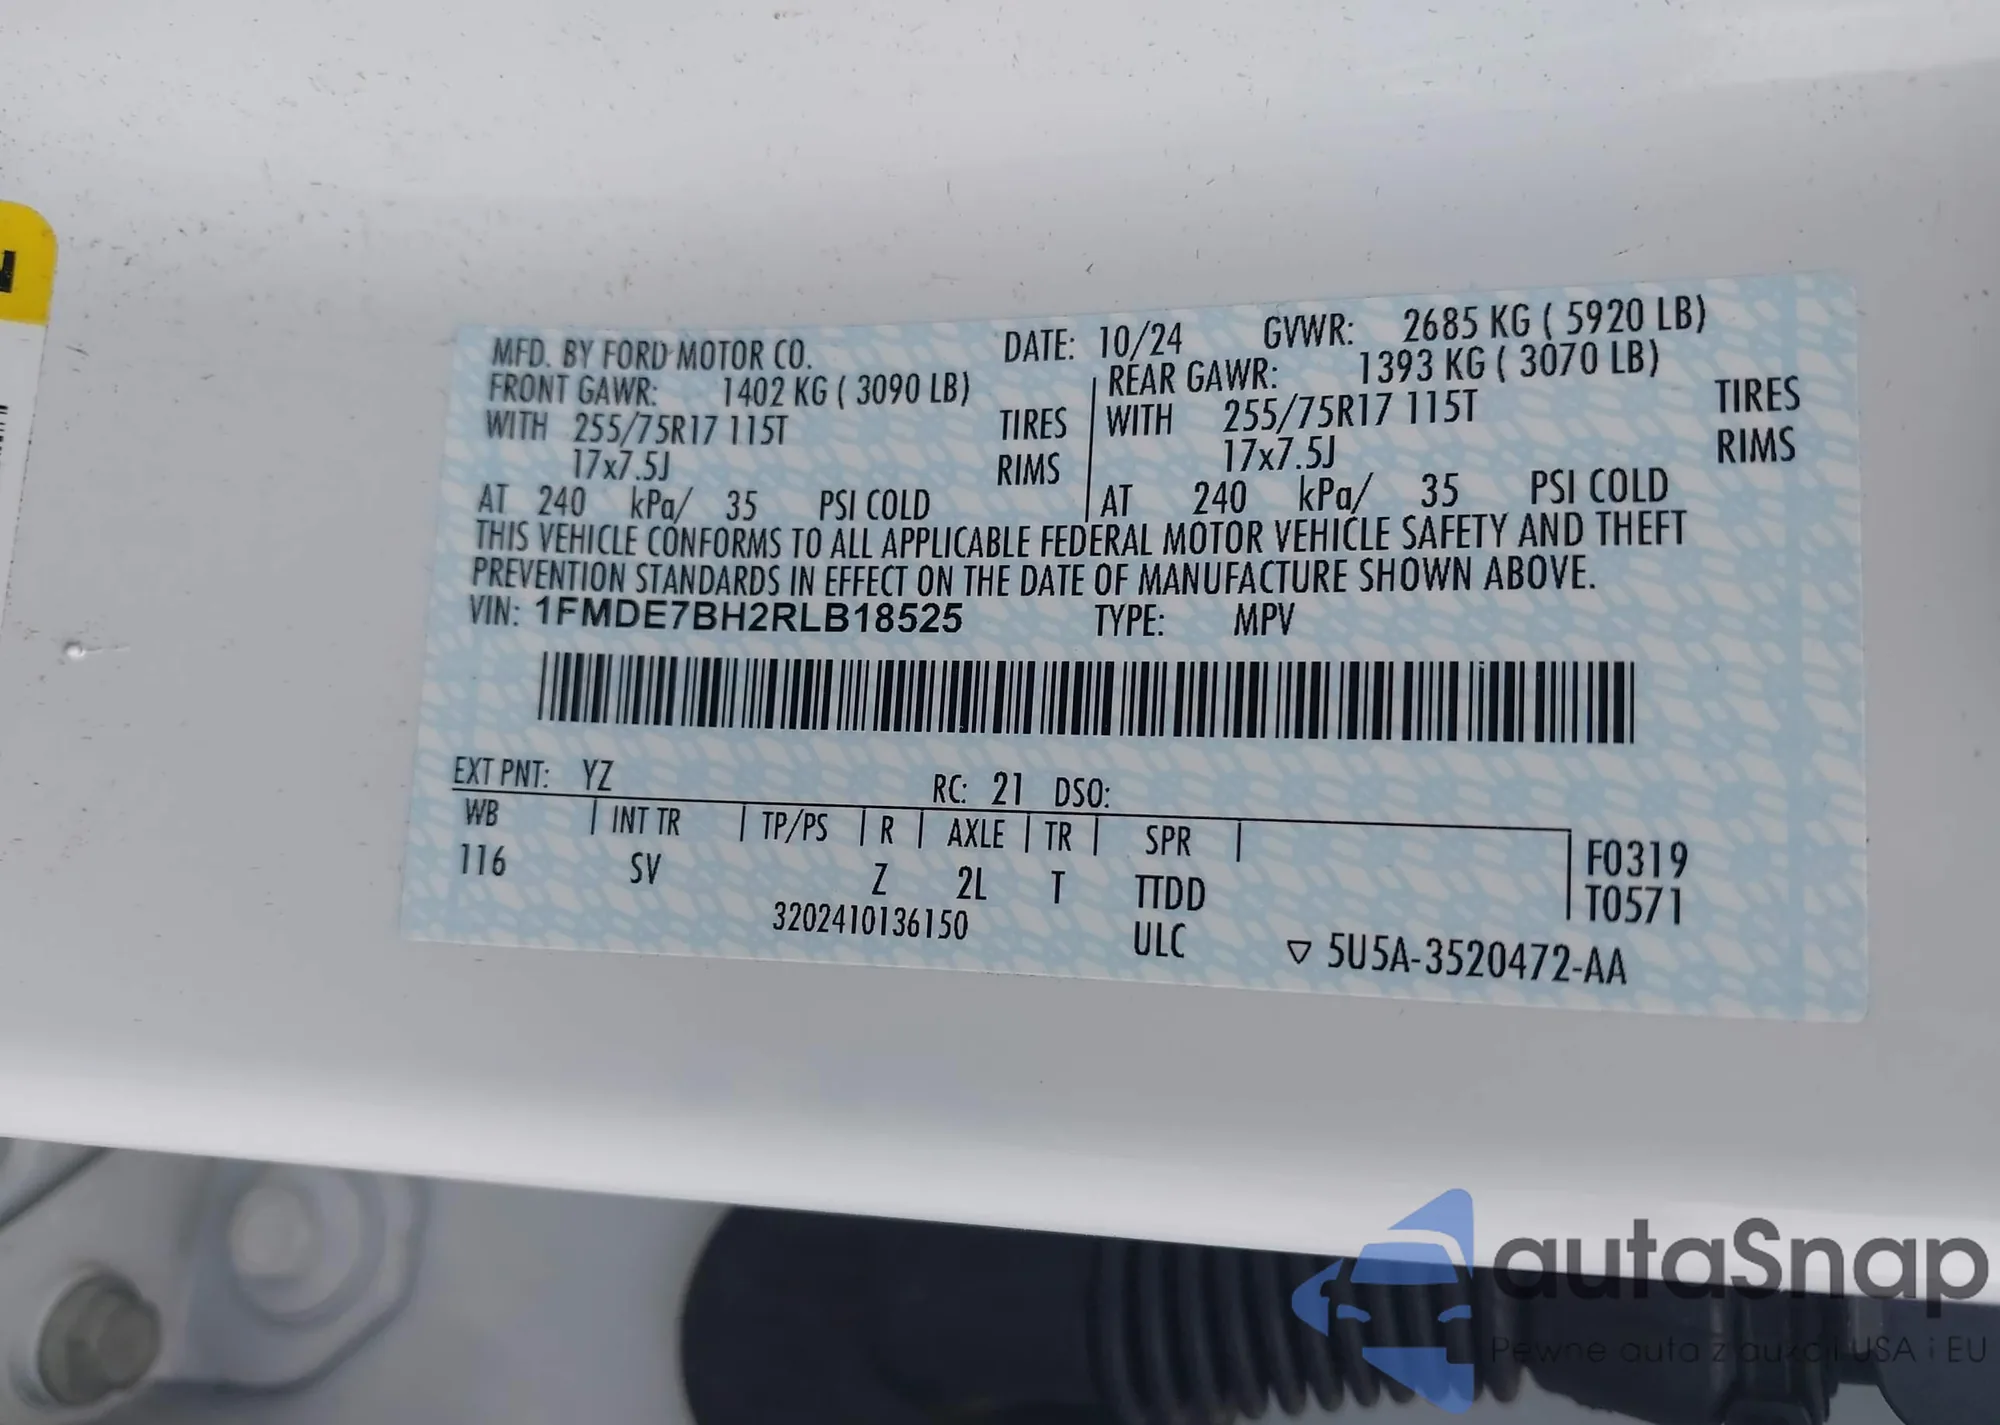 MFD. BY FORD MOTOR CO. DATE: 10/24 GVWR: 2685 KG ( 5920 LB)
FRONT GAWR: 1402 KG ( 3090 LB) REAR GAWR: 1393 KG ( 3070 LB)
WITH 255/75R17 115T TIRES WITH 255/75R17 115T TIRES
17x7.5J RIMS 17x7.5J RIMS
AT 240 kPa/ 35 PSI COLD AT 240 kPa/ 35 PSI COLD
THIS VEHICLE CONFORMS TO ALL APPLICABLE FEDERAL MOTOR VEHICLE SAFETY AND THEFT
PREVENTION STANDARDS IN EFFECT ON THE DATE OF MANUFACTURE SHOWN ABOVE.
VIN: 1FMDE7BH2RLB18525 TYPE: MPV
EXT PNT: YZ RC: 21 DSO:
WB INT TR TP/PS R AXLE TR SPR F0319
116 SV Z 2L T TTDD T0571
3202410136150 ULC ▽ 5U5A-3520472-AA
autaSnap
Pewne auta z aukcji USA i EU